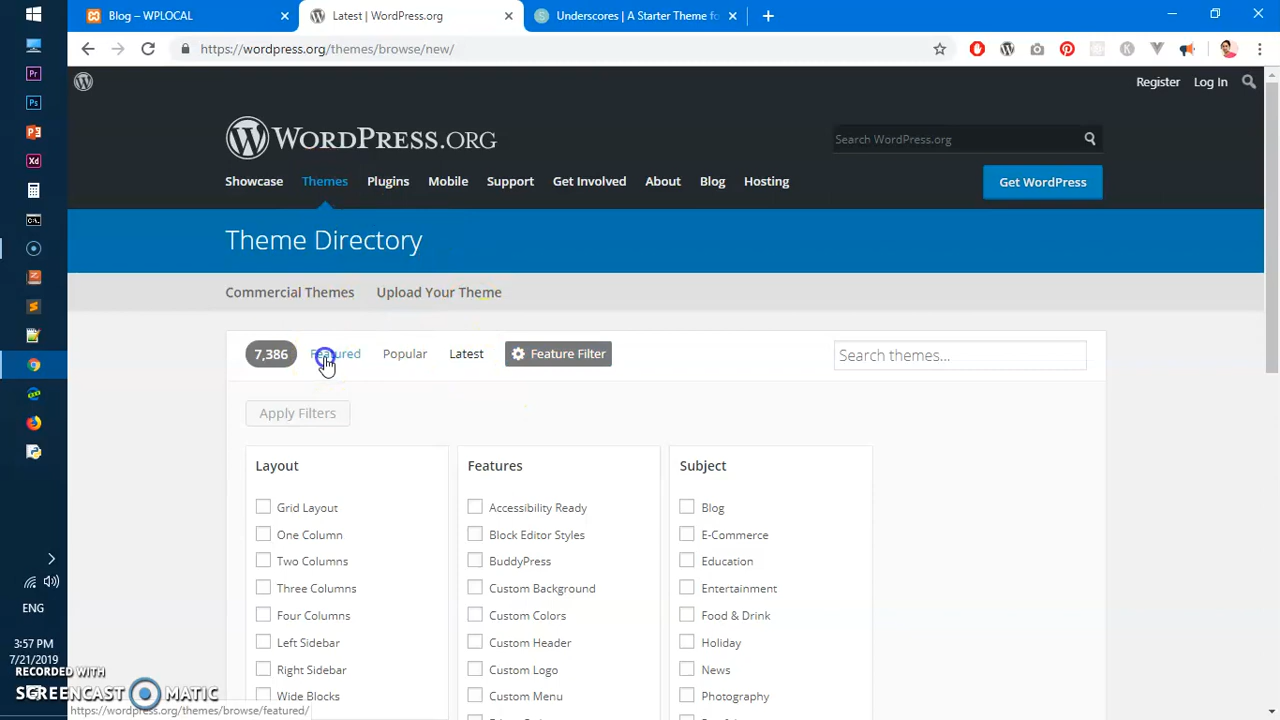 Blog – WPLOCAL
Latest | WordPress.org
Underscores | A Starter Theme fo
https://wordpress.org/themes/browse/new/
Register
Log In
WORDPRESS.ORG
Search WordPress.org
Showcase
Themes
Plugins
Mobile
Support
Get Involved
About
Blog
Hosting
Get WordPress
Theme Directory
Commercial Themes
Upload Your Theme
7,386
Featured
Popular
Latest
Feature Filter
Search themes...
Apply Filters
Layout
Grid Layout
One Column
Two Columns
Three Columns
Four Columns
Left Sidebar
Right Sidebar
Wide Blocks
Features
Accessibility Ready
Block Editor Styles
BuddyPress
Custom Background
Custom Colors
Custom Header
Custom Logo
Custom Menu
Subject
Blog
E-Commerce
Education
Entertainment
Food & Drink
Holiday
News
Photography
ENG
3:57 PM
7/21/2019
RECORDED WITH
SCREENCAST MATIC
https://wordpress.org/themes/browse/featured/